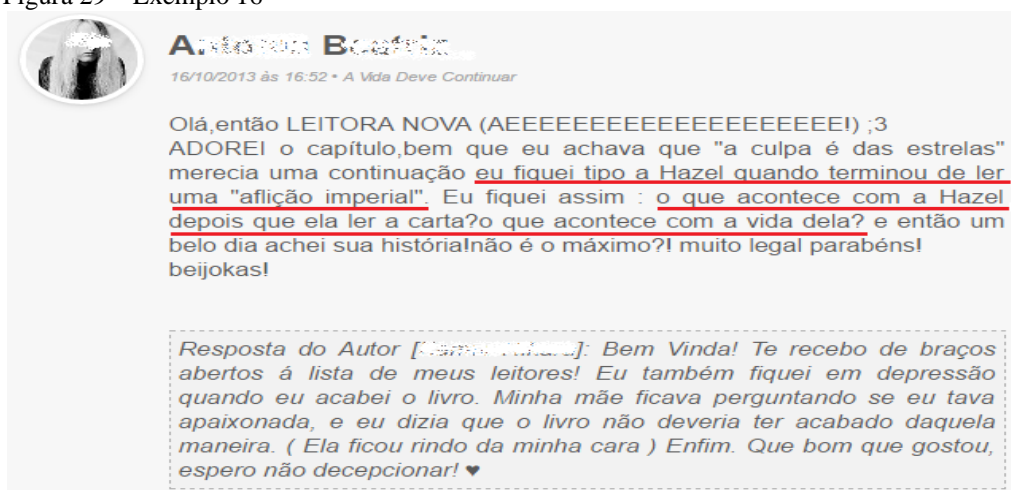 Figura 29 – Exemplo 16
16/10/2013 às 16:52 • A Vida Deve Continuar
Olá,então LEITORA NOVA (AEEEEEEEEEEEEEEEEEEEEE!) ;3
ADOREI o capítulo,bem que eu achava que "a culpa é das estrelas"
merecia uma continuação eu fiquei tipo a Hazel quando terminou de ler
uma "aflição imperial". Eu fiquei assim : o que acontece com a Hazel
depois que ela ler a carta?o que acontece com a vida dela? e então um
belo dia achei sua história!não é o máximo?! muito legal parabéns!
beijokas!
Resposta do Autor [ ]: Bem Vinda! Te recebo de braços
abertos á lista de meus leitores! Eu também fiquei em depressão
quando eu acabei o livro. Minha mãe ficava perguntando se eu tava
apaixonada, e eu dizia que o livro não deveria ter acabado daquela
maneira. ( Ela ficou rindo da minha cara ) Enfim. Que bom que gostou,
espero não decepcionar! ♥